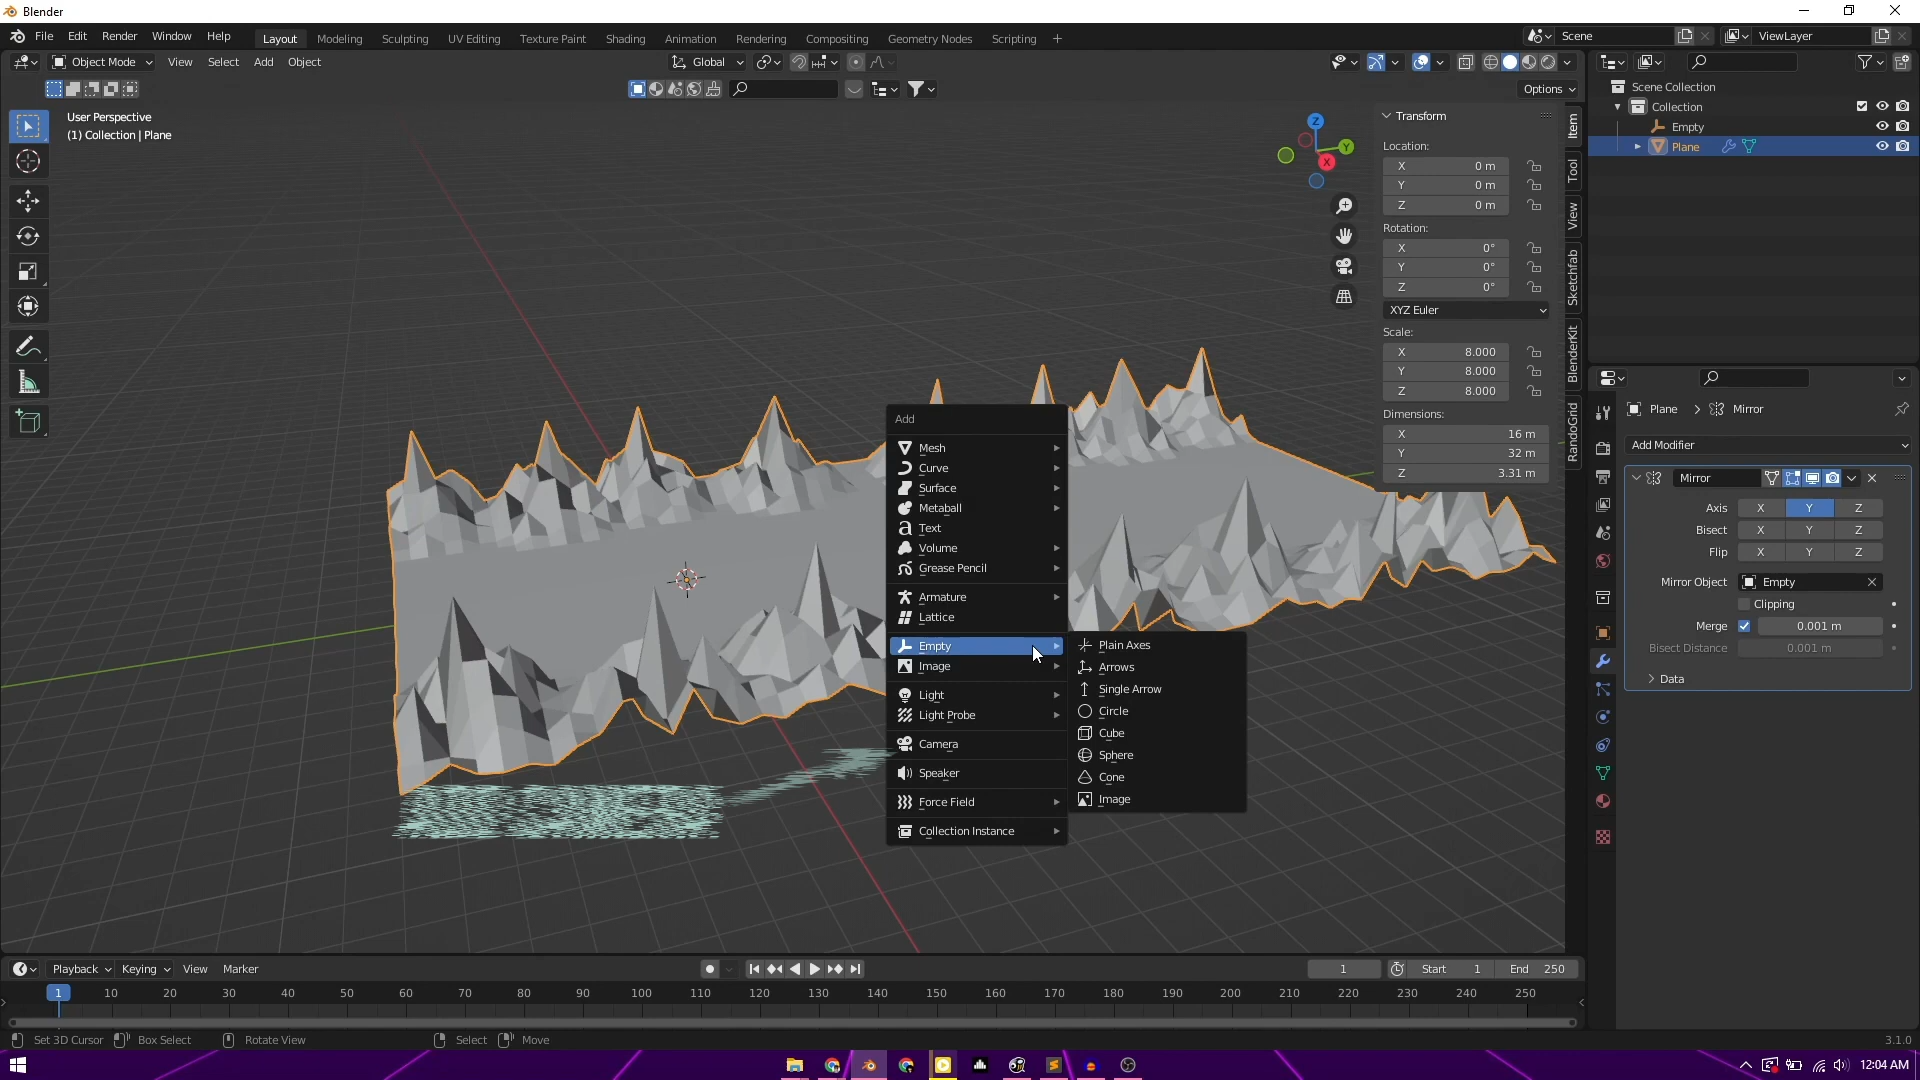 Blender
File Edit Render Window Help Layout Modeling Sculpting UV Editing Texture Paint Shading Animation Rendering Compositing Geometry Nodes Scripting + Scene ViewLayer
Object Mode View Select Add Object Global
Options
User Perspective
(1) Collection | Plane
Z
Y
X
Transform
Location:
X 0 m
Y 0 m
Z 0 m
Rotation:
X 0°
Y 0°
Z 0°
XYZ Euler
Scale:
X 8.000
Y 8.000
Z 8.000
Dimensions:
X 16 m
Y 32 m
Z 3.31 m
Item
Tool
View
Sketchfab
BlenderKit
RandoGrid
Scene Collection
Collection
Empty
Plane
Plane > Mirror
Add Modifier
Mirror
Axis X Y Z
Bisect X Y Z
Flip X Y Z
Mirror Object Empty
Clipping
Merge 0.001 m
Bisect Distance 0.001 m
Data
Add
Mesh
Curve
Surface
Metaball
Text
Volume
Grease Pencil
Armature
Lattice
Empty
Image
Light
Light Probe
Camera
Speaker
Force Field
Collection Instance
Plain Axes
Arrows
Single Arrow
Circle
Cube
Sphere
Cone
Image
Playback Keying View Marker 1 Start 1 End 250
1 10 20 30 40 50 60 70 80 90 100 110 120 130 140 150 160 170 180 190 200 210 220 230 240 250
Set 3D Cursor Box Select Rotate View Select Move 3.1.0
12:04 AM